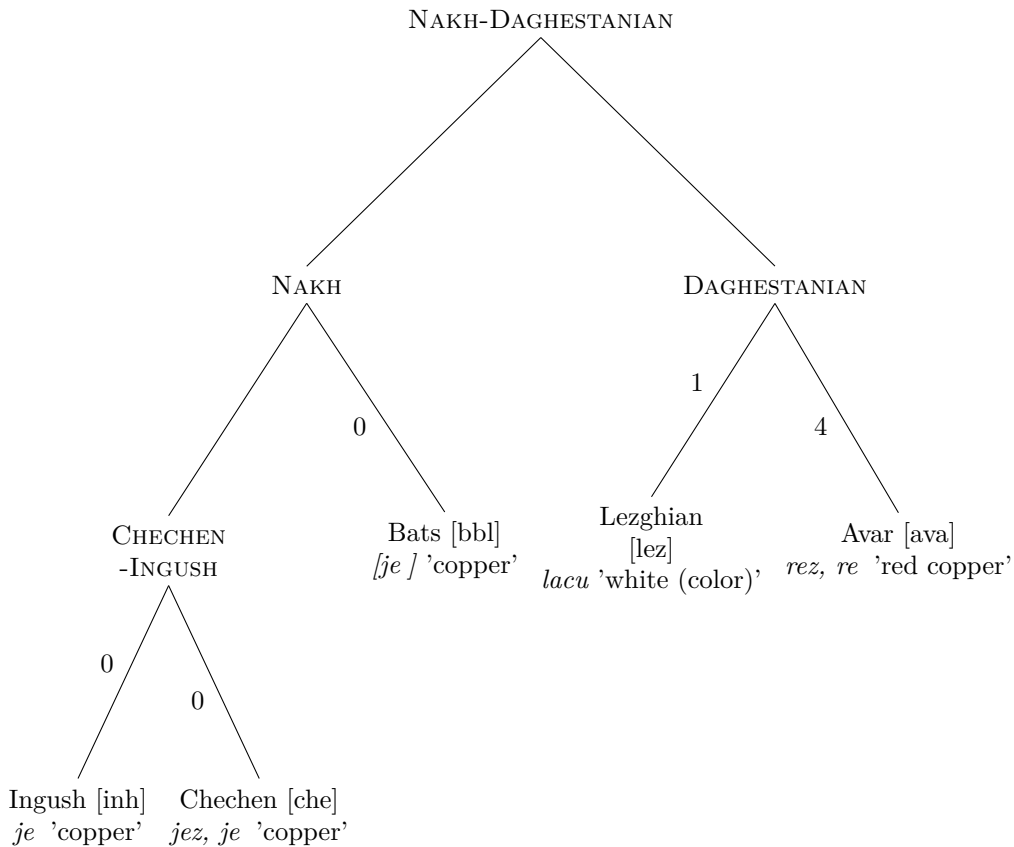 NAKH-DAGHESTANIAN
NAKH
DAGHESTANIAN
1
0
4
Lezghian
[lez]
lacu 'white (color)'
Bats [bbl]
[je ] 'copper'
Avar [ava]
rez, re 'red copper'
CHECHEN
-INGUSH
0
0
Ingush [inh]
je 'copper'
Chechen [che]
jez, je 'copper'